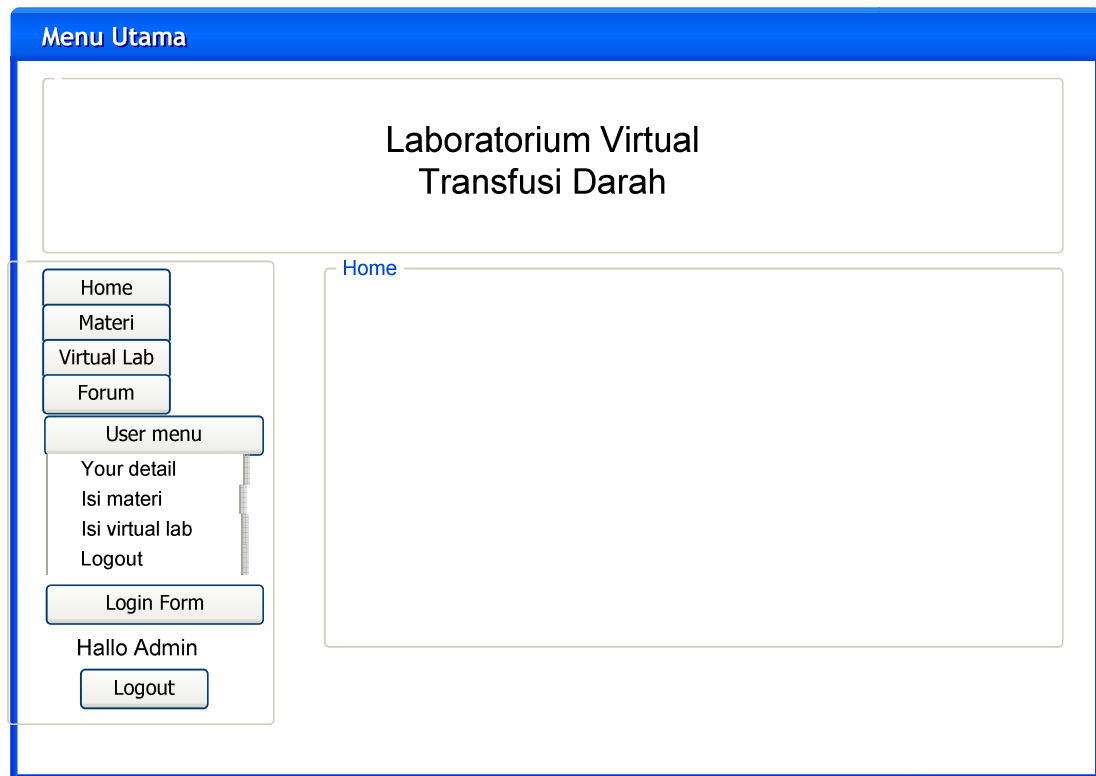 Menu Utama
Laboratorium Virtual
Transfusi Darah
Home
Materi
Virtual Lab
Forum
User menu
Your detail
Isi materi
Isi virtual lab
Logout
Login Form
Hallo Admin
Logout
Home